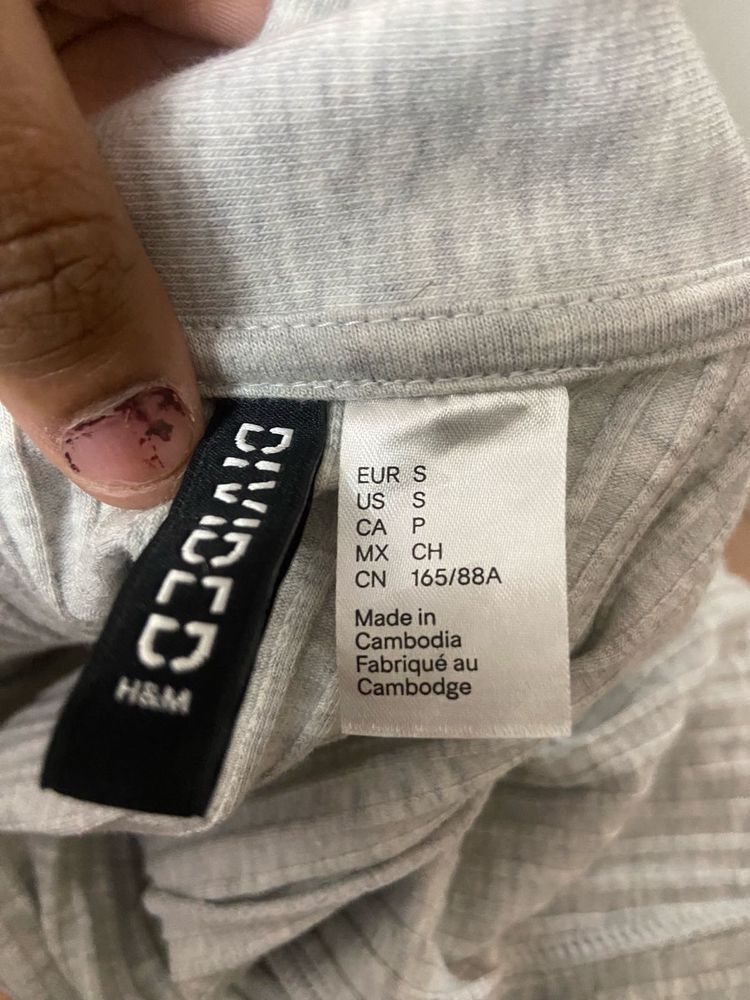 DIVIDED
H&M
EUR S
US S
CA P
MX CH
CN 165/88A
Made in
Cambodia
Fabriqué au
Cambodge